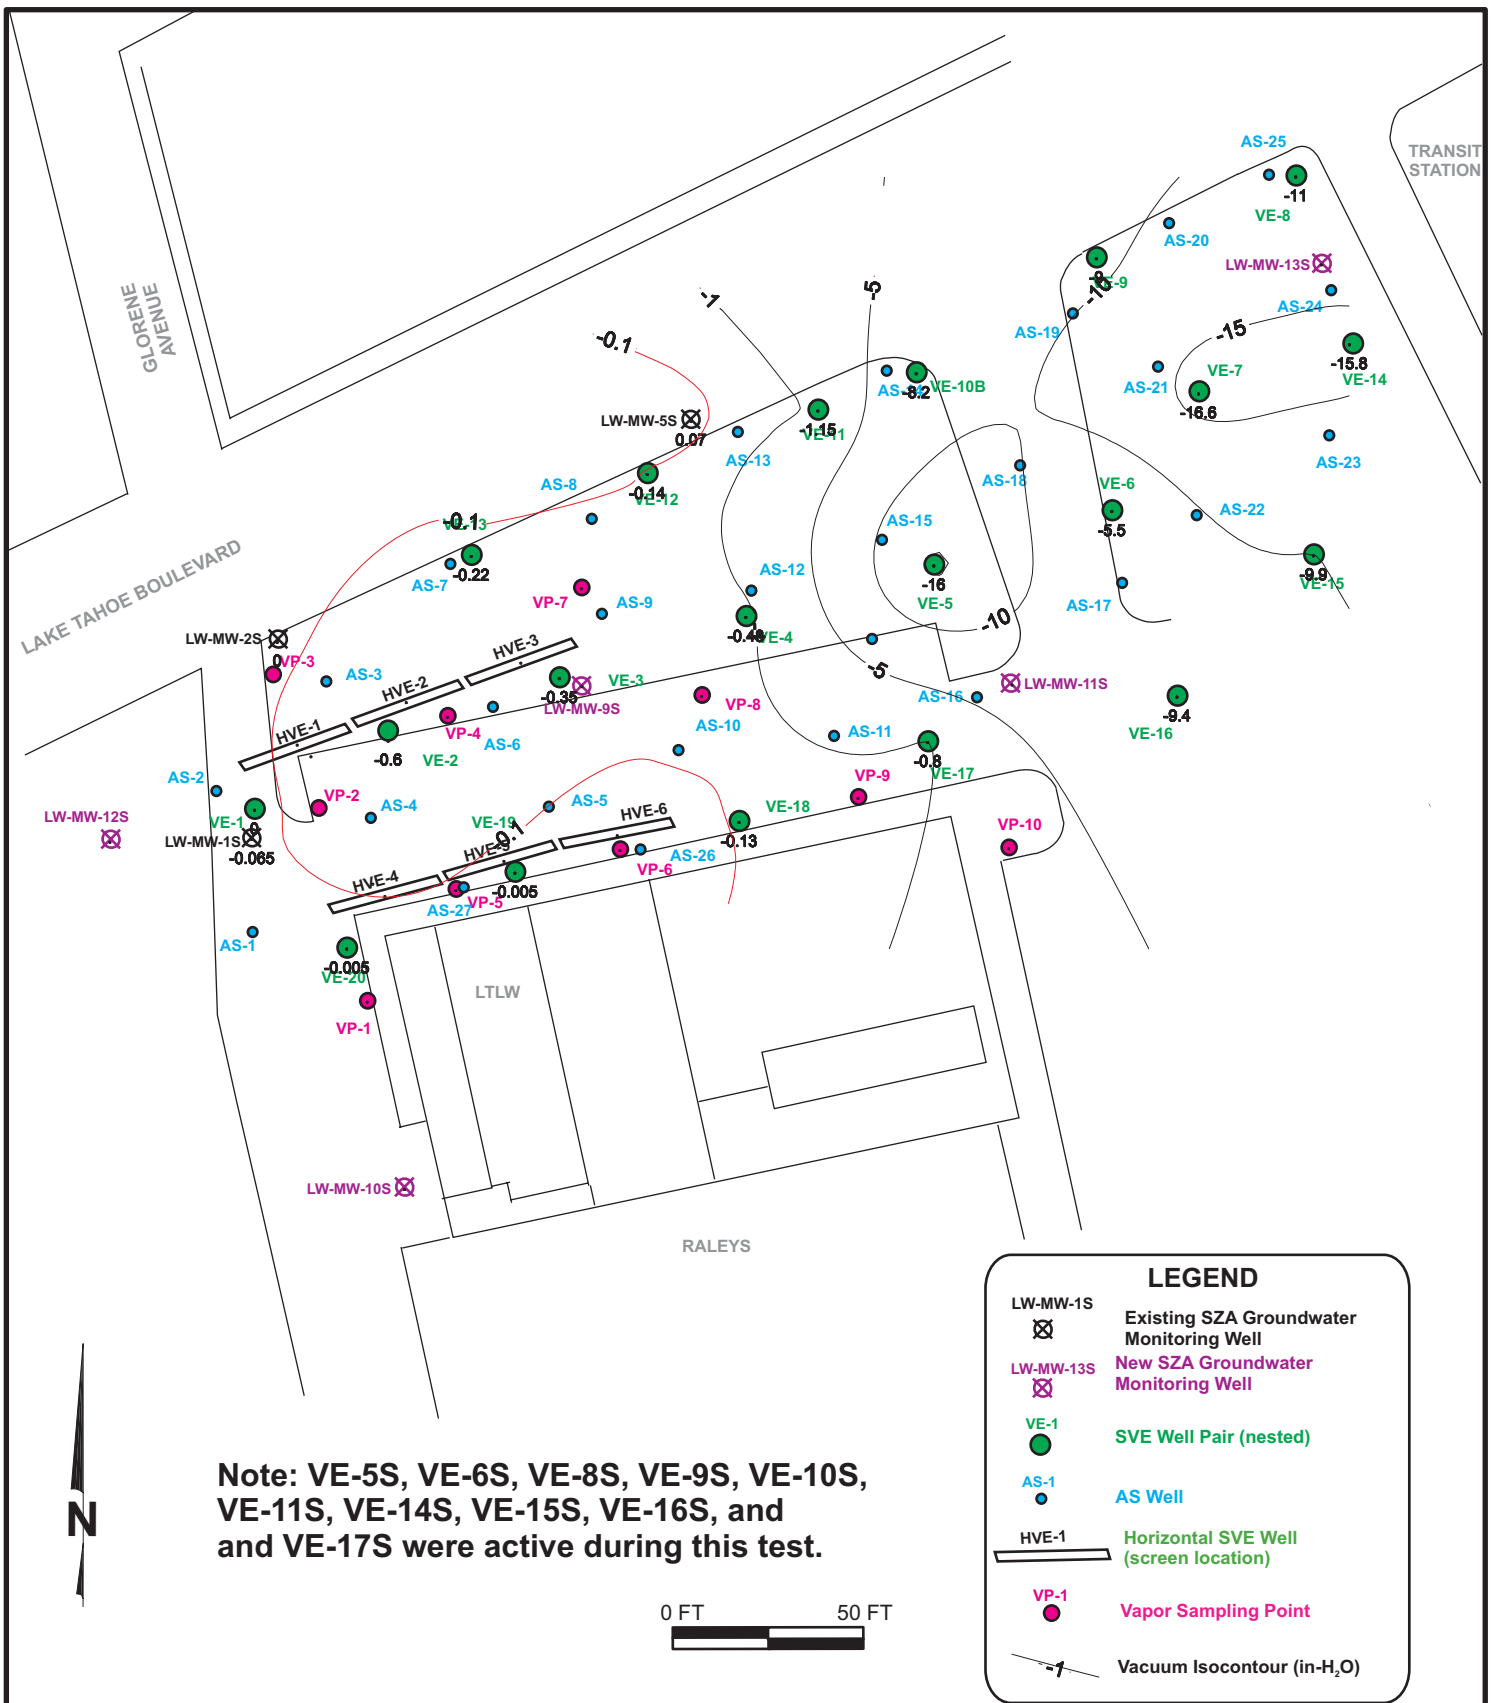 AS-25
TRANSIT
STATION
-11
VE-8
AS-20
LW-MW-13S
-9
VE-9
-10
AS-24
AS-19
-15
GLORENE
AVENUE
-5
-1
-0.1
VE-7
-15.8
VE-14
AS-21
-16.6
AS-14
-8.2
VE-10B
LW-MW-5S
0.07
-1.15
VE-11
AS-13
AS-23
AS-8
-0.14
VE-12
AS-18
VE-6
-5.5
AS-22
VE-13
-0.1
AS-15
LAKE TAHOE BOULEVARD
-0.22
AS-7
VP-7
AS-9
AS-12
-16
VE-5
AS-17
-9.9
VE-15
-10
LW-MW-2S
0
VP-3
HVE-3
-0.48
VE-4
AS-3
HVE-2
-0.35
VE-3
LW-MW-9S
VP-8
-5
AS-16
LW-MW-11S
-9.4
VE-16
HVE-1
-0.6
VE-2
VP-4
AS-6
AS-10
AS-11
-0.8
VE-17
AS-2
VP-2
AS-4
AS-5
VP-9
LW-MW-12S
VE-1
0
LW-MW-1S
-0.065
VE-19
-0.1
HVE-6
VE-18
-0.13
VP-10
HVE-4
AS-26
VP-6
-0.005
AS-27
VP-5
AS-1
-0.005
VE-20
LTLW
VP-1
LW-MW-10S
RALEYS
LEGEND
LW-MW-1S
Existing SZA Groundwater
Monitoring Well
LW-MW-13S
New SZA Groundwater
Monitoring Well
VE-1
SVE Well Pair (nested)
AS-1
AS Well
HVE-1
Horizontal SVE Well
(screen location)
VP-1
Vapor Sampling Point
-1
Vacuum Isocontour (in-H₂O)
Note: VE-5S, VE-6S, VE-8S, VE-9S, VE-10S,
VE-11S, VE-14S, VE-15S, VE-16S, and
and VE-17S were active during this test.
N
0 FT
50 FT